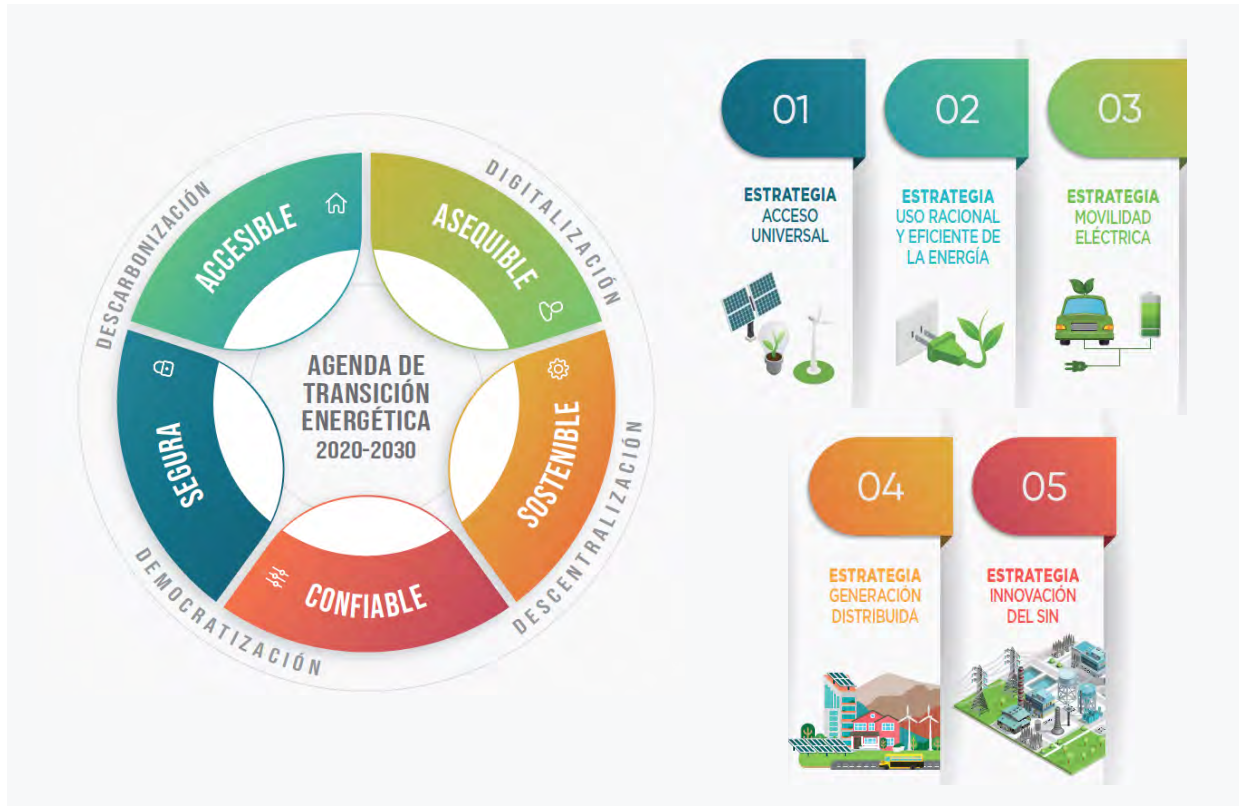 DESCARBONIZACIÓN
DIGITALIZACIÓN
DESCENTRALIZACIÓN
DEMOCRATIZACIÓN
ACCESIBLE
ASEQUIBLE
SOSTENIBLE
CONFIABLE
SEGURA
AGENDA DE
TRANSICIÓN
ENERGÉTICA
2020-2030
01
ESTRATEGIA
ACCESO
UNIVERSAL
02
ESTRATEGIA
USO RACIONAL
Y EFICIENTE DE
LA ENERGÍA
03
ESTRATEGIA
MOVILIDAD
ELÉCTRICA
04
ESTRATEGIA
GENERACIÓN
DISTRIBUIDA
05
ESTRATEGIA
INNOVACIÓN
DEL SIN